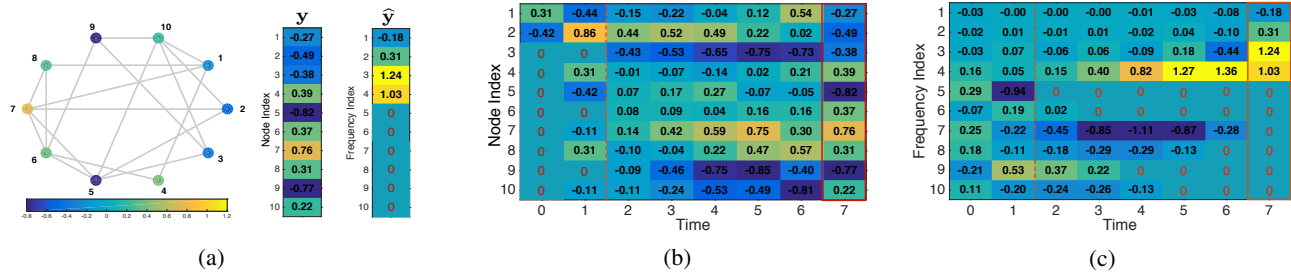 9
10
8
1
7
2
6
3
5
4
-0.8 -0.6 -0.4 -0.2 0 0.2 0.4 0.6 0.8 1 1.2
y
Node Index
1 -0.27
2 -0.49
3 -0.38
4 0.39
5 -0.82
6 0.37
7 0.76
8 0.31
9 -0.77
10 0.22
ŷ
Frequency Index
1 -0.18
2 0.31
3 1.24
4 1.03
5 0
6 0
7 0
8 0
9 0
10 0
(a)
Node Index
1 0.31 -0.44 -0.15 -0.22 -0.04 0.12 0.54 -0.27
2 -0.42 0.86 0.44 0.52 0.49 0.22 0.02 -0.49
3 0 0 -0.43 -0.53 -0.65 -0.75 -0.73 -0.38
4 0 0.31 -0.01 -0.07 -0.14 0.02 0.21 0.39
5 0 -0.42 0.07 0.17 0.27 -0.07 -0.05 -0.82
6 0 0 0.08 0.09 0.04 0.16 0.16 0.37
7 0 -0.11 0.14 0.42 0.59 0.75 0.30 0.76
8 0 0.31 -0.10 -0.04 0.22 0.47 0.57 0.31
9 0 0 -0.09 -0.46 -0.75 -0.85 -0.40 -0.77
10 0 -0.11 -0.11 -0.24 -0.53 -0.49 -0.81 0.22
0 1 2 3 4 5 6 7
Time
(b)
Frequency Index
1 -0.03 -0.00 -0.00 -0.00 -0.01 -0.03 -0.08 -0.18
2 -0.02 0.01 0.01 -0.01 -0.02 0.04 -0.10 0.31
3 -0.03 0.07 -0.06 -0.06 -0.09 0.18 -0.44 1.24
4 0.16 0.05 0.15 0.40 0.82 1.27 1.36 1.03
5 0.29 -0.94 0 0 0 0 0 0
6 -0.07 0.19 0.02 0 0 0 0 0
7 0.25 -0.22 -0.45 -0.85 -1.11 -0.87 -0.28 0
8 0.18 -0.11 -0.18 -0.29 -0.29 -0.13 0 0
9 -0.21 0.53 0.37 0.22 0 0 0 0
10 0.11 -0.20 -0.24 -0.26 -0.13 0 0 0
0 1 2 3 4 5 6 7
Time
(c)